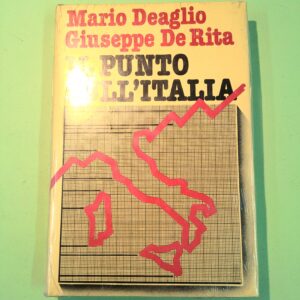 Mario Deaglio
Giuseppe De Rita
IL PUNTO
SULL'ITALIA